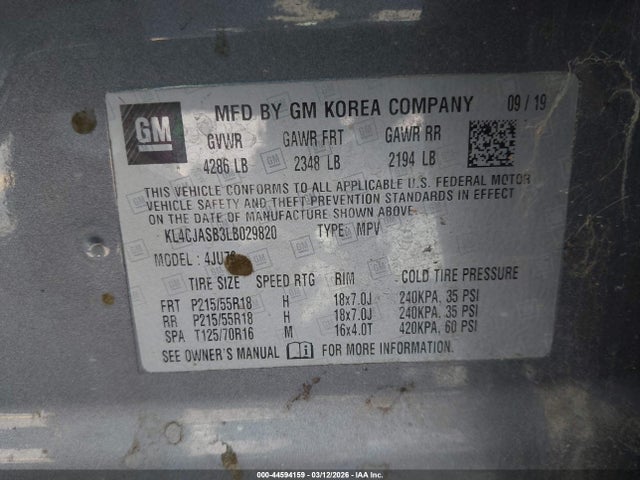 GM MFD BY GM KOREA COMPANY 09/19
GVWR GAWR FRT GAWR RR
4286 LB 2348 LB 2194 LB
THIS VEHICLE CONFORMS TO ALL APPLICABLE U.S. FEDERAL MOTOR
VEHICLE SAFETY AND THEFT-PREVENTION STANDARDS IN EFFECT
ON THE DATE OF MANUFACTURE SHOWN ABOVE.
KL4CJASB3LB029820 TYPE: MPV
MODEL: 4JU76
TIRE SIZE SPEED RTG RIM COLD TIRE PRESSURE
FRT P215/55R18 H 18x7.0J 240KPA, 35 PSI
RR P215/55R18 H 18x7.0J 240KPA, 35 PSI
SPA T125/70R16 M 16x4.0T 420KPA, 60 PSI
SEE OWNER'S MANUAL FOR MORE INFORMATION.
000-44594159 - 03/12/2026 - IAA Inc.